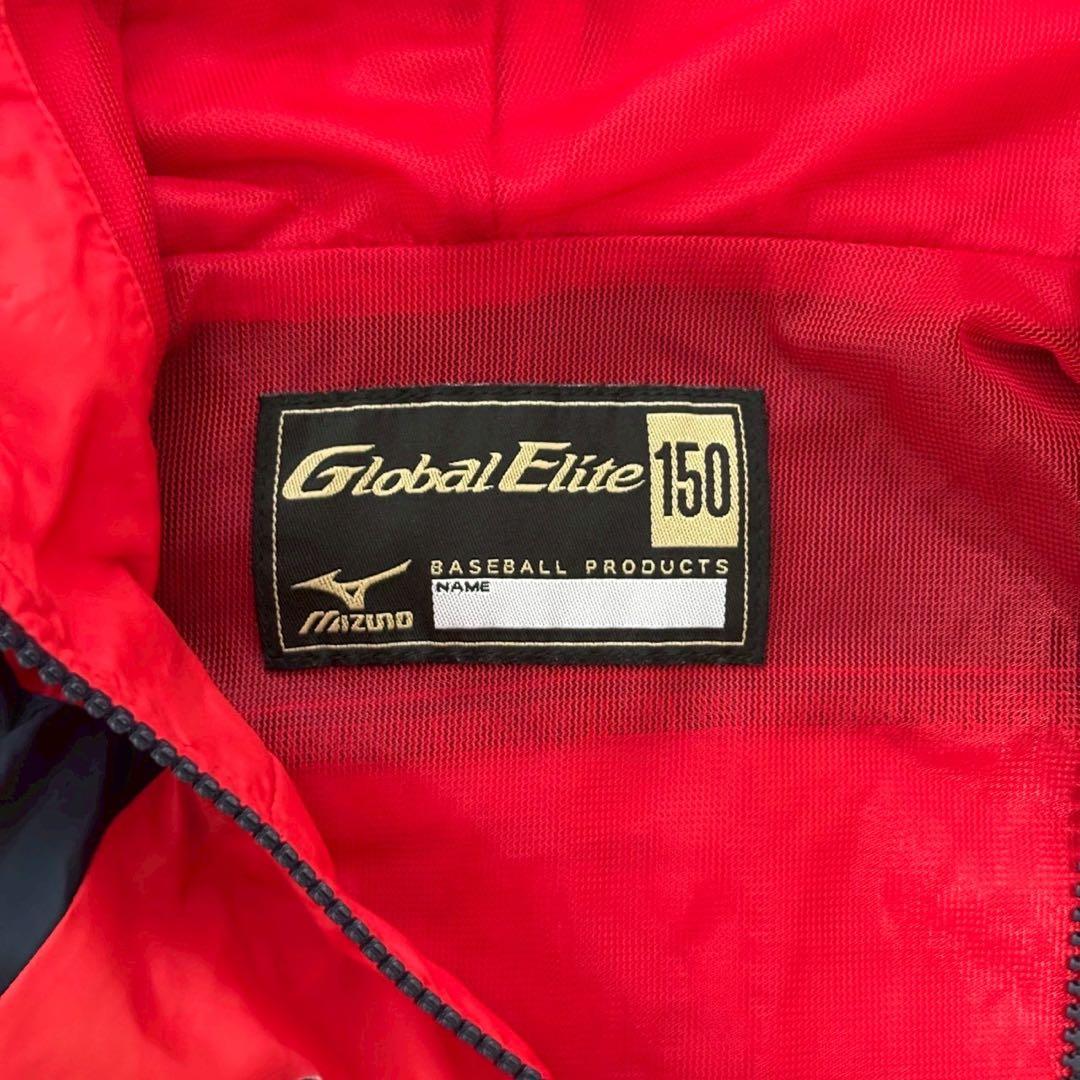 Global Elite 150
BASEBALL PRODUCTS
NAME
MIZUNO